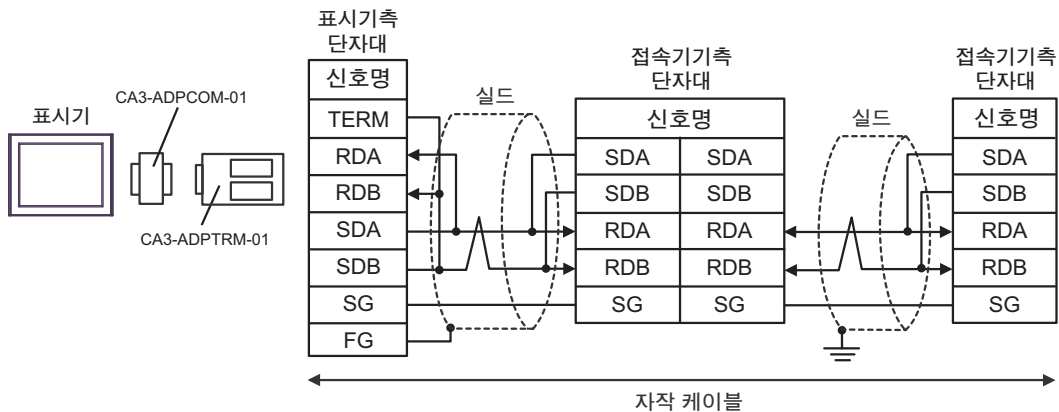 표시기
CA3-ADPCOM-01
CA3-ADPTRM-01
표시기측
단자대
신호명
TERM
RDA
RDB
SDA
SDB
SG
FG
실드
접속기기측
단자대
신호명
SDA SDA
SDB SDB
RDA RDA
RDB RDB
SG SG
실드
접속기기측
단자대
신호명
SDA
SDB
RDA
RDB
SG
자작 케이블